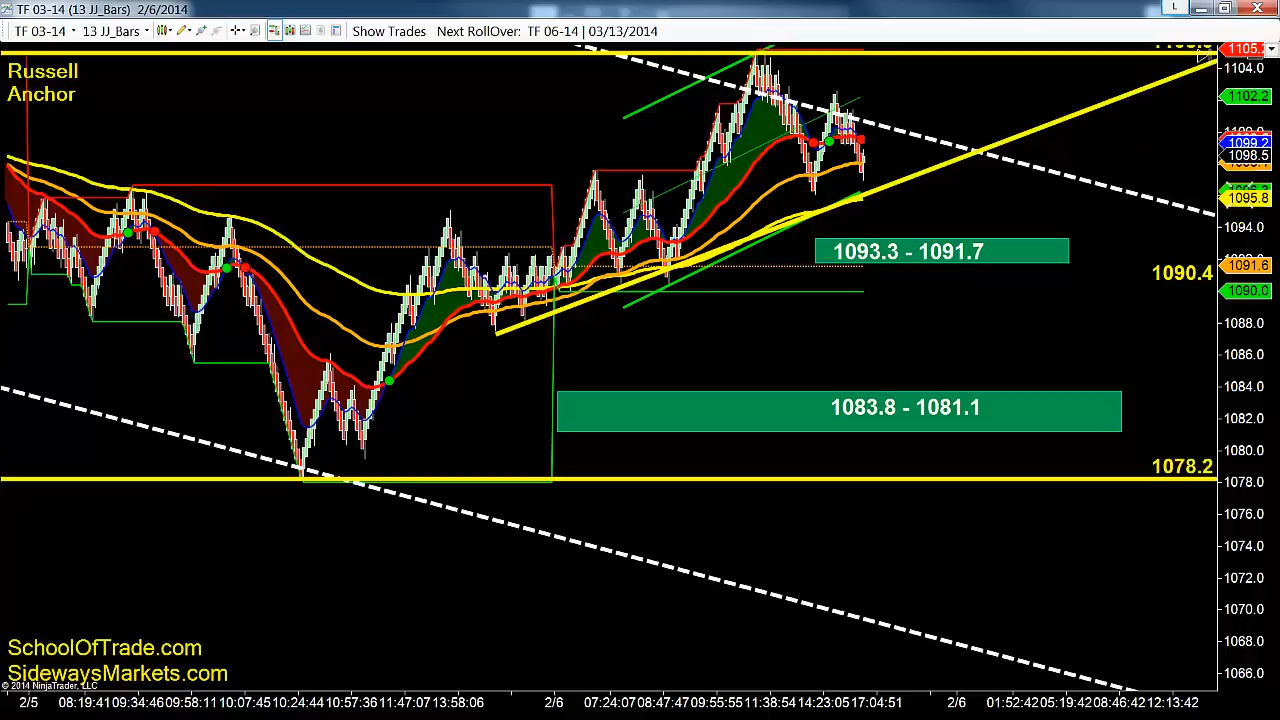 TF 03-14 (13 JJ_Bars) 2/6/2014
L
TF 03-14 13 JJ_Bars Show Trades Next RollOver: TF 06-14 | 03/13/2014
Russell
Anchor
1104.0
1102.2
1099.2
1098.5
1095.8
1094.0
1093.3 - 1091.7
1090.4
1091.6
1090.0
1088.0
1086.0
1084.0
1083.8 - 1081.1
1082.0
1080.0
1078.2
1078.0
1076.0
1074.0
1072.0
1070.0
1068.0
1066.0
SchoolOfTrade.com
SidewaysMarkets.com
© 2014 NinjaTrader, LLC
2/5 08:19:41 09:34:46 09:58:11 10:07:45 10:24:44 10:57:36 11:47:07 13:58:06 2/6 07:24:07 08:47:47 09:55:55 11:38:54 14:23:05 17:04:51 2/6 01:52:42 05:19:42 08:46:42 12:13:42